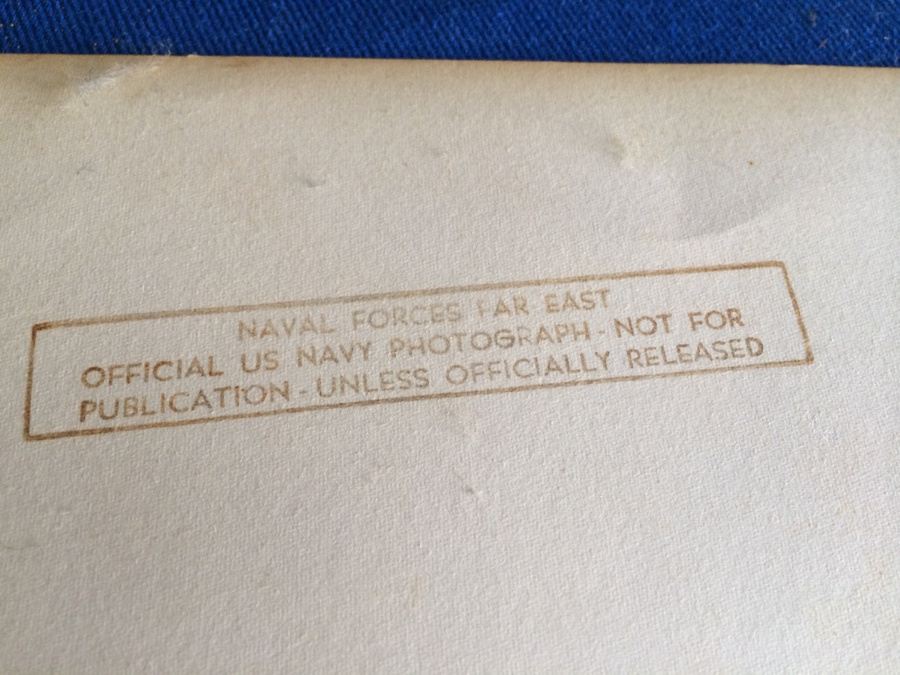 NAVAL FORCES FAR EAST
OFFICIAL US NAVY PHOTOGRAPH - NOT FOR
PUBLICATION - UNLESS OFFICIALLY RELEASED